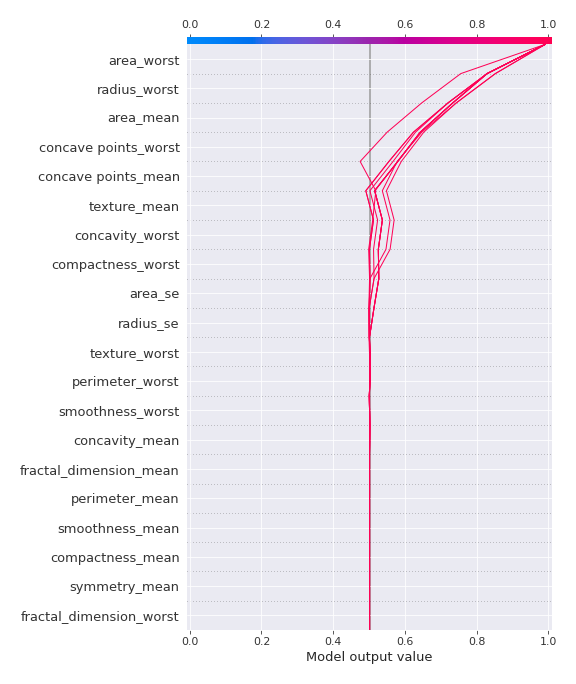 0.0 0.2 0.4 0.6 0.8 1.0
area_worst
radius_worst
area_mean
concave points_worst
concave points_mean
texture_mean
concavity_worst
compactness_worst
area_se
radius_se
texture_worst
perimeter_worst
smoothness_worst
concavity_mean
fractal_dimension_mean
perimeter_mean
smoothness_mean
compactness_mean
symmetry_mean
fractal_dimension_worst
0.0 0.2 0.4 0.6 0.8 1.0
Model output value